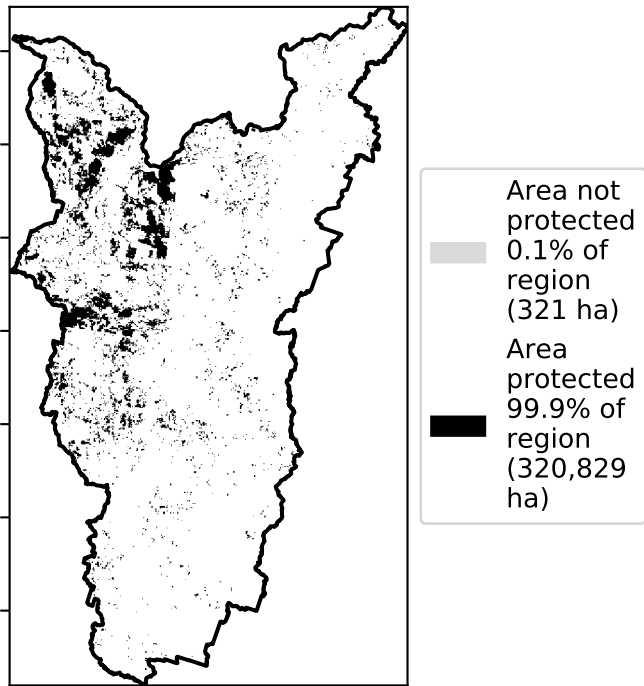 Area not
protected
0.1% of
region
(321 ha)
Area
protected
99.9% of
region
(320,829
ha)